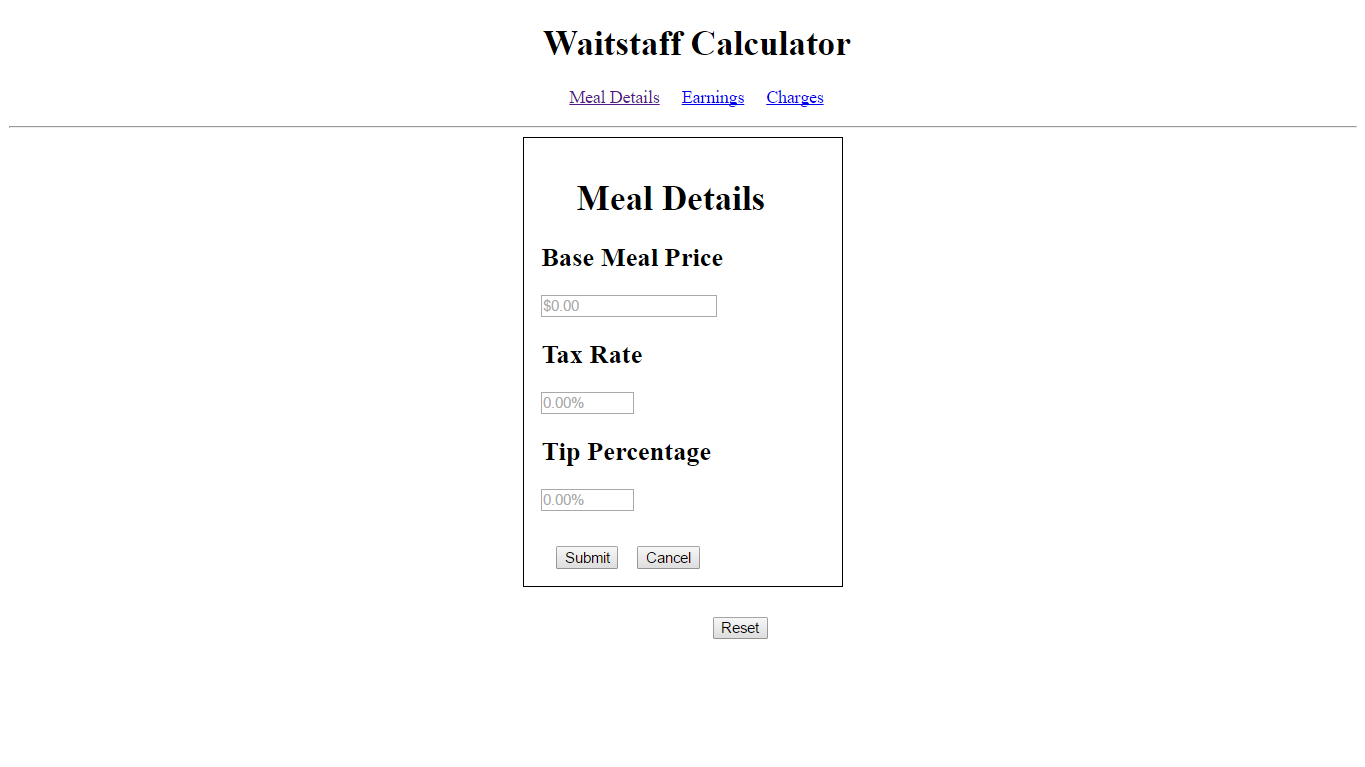 Waitstaff Calculator
Meal Details Earnings Charges
Meal Details
Base Meal Price
$0.00
Tax Rate
0.00%
Tip Percentage
0.00%
Submit Cancel
Reset